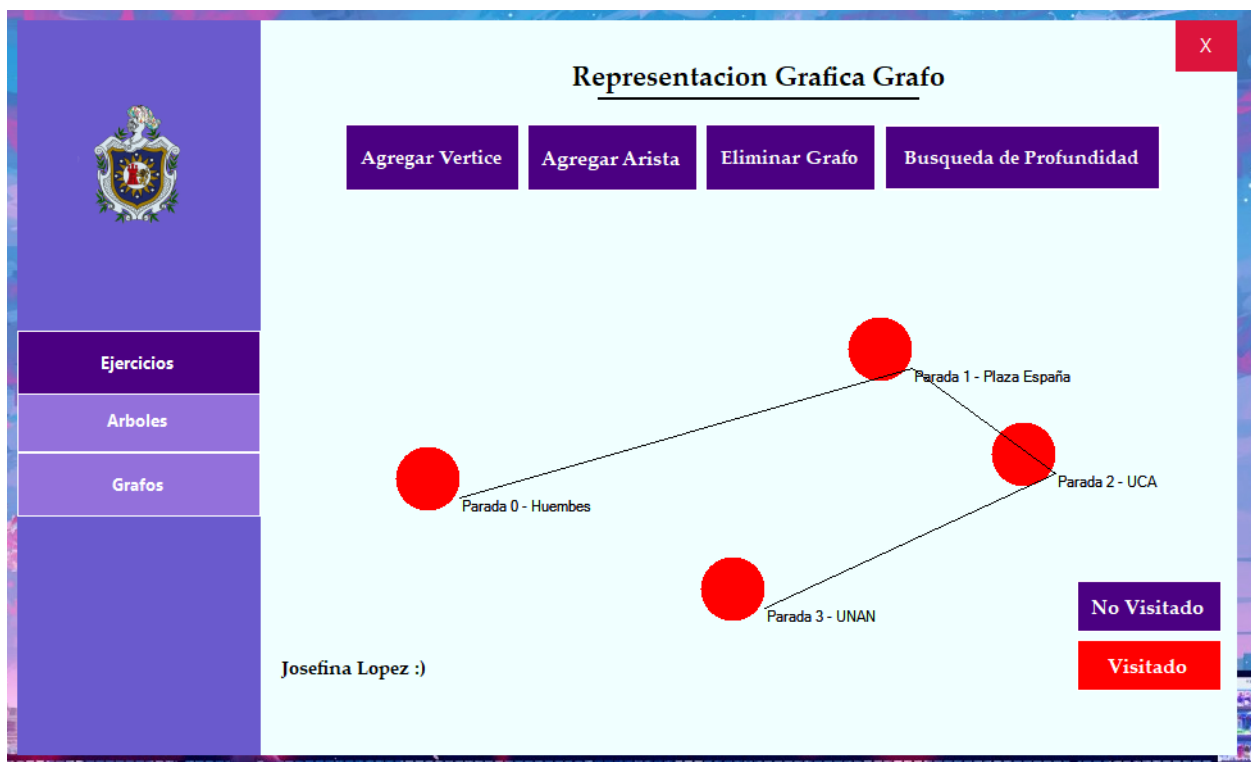 X
Representacion Grafica Grafo
Agregar Vertice
Agregar Arista
Eliminar Grafo
Busqueda de Profundidad
Ejercicios
Arboles
Grafos
Parada 1 - Plaza España
Parada 2 - UCA
Parada 0 - Huembes
Parada 3 - UNAN
No Visitado
Visitado
Josefina Lopez :)